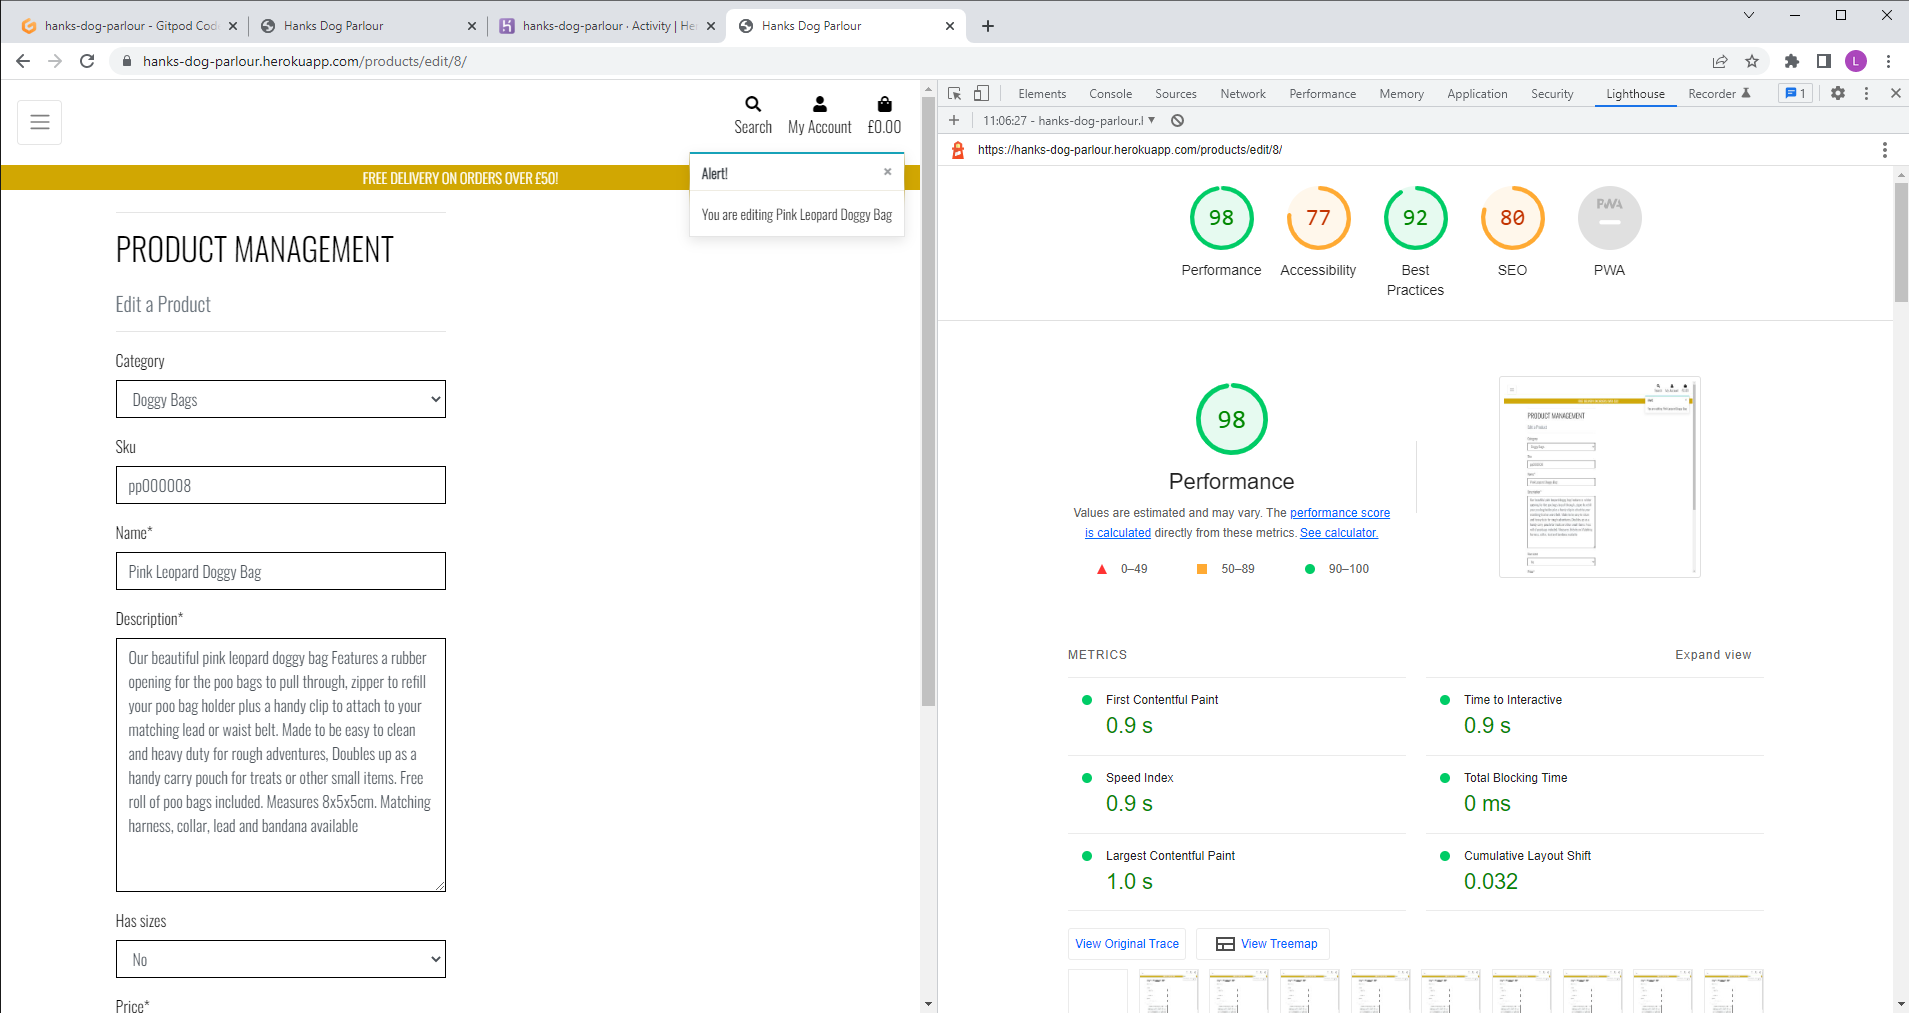 hanks-dog-parlour - Gitpod Code
Hanks Dog Parlour
hanks-dog-parlour · Activity | Her
Hanks Dog Parlour
hanks-dog-parlour.herokuapp.com/products/edit/8/
L
Search
My Account
£0.00
FREE DELIVERY ON ORDERS OVER £50!
Alert!
×
You are editing Pink Leopard Doggy Bag
PRODUCT MANAGEMENT
Edit a Product
Category
Doggy Bags
Sku
pp000008
Name*
Pink Leopard Doggy Bag
Description*
Our beautiful pink leopard doggy bag Features a rubber
opening for the poo bags to pull through, zipper to refill
your poo bag holder plus a handy clip to attach to your
matching lead or waist belt. Made to be easy to clean
and heavy duty for rough adventures, Doubles up as a
handy carry pouch for treats or other small items. Free
roll of poo bags included. Measures 8x5x5cm. Matching
harness, collar, lead and bandana available
Has sizes
No
Price*
Elements
Console
Sources
Network
Performance
Memory
Application
Security
Lighthouse
Recorder
1
11:06:27 - hanks-dog-parlour.l
https://hanks-dog-parlour.herokuapp.com/products/edit/8/
98
Performance
77
Accessibility
92
Best
Practices
80
SEO
PWA
PWA
98
Performance
Values are estimated and may vary. The performance score
is calculated directly from these metrics. See calculator.
0–49
50–89
90–100
METRICS
Expand view
First Contentful Paint
0.9 s
Time to Interactive
0.9 s
Speed Index
0.9 s
Total Blocking Time
0 ms
Largest Contentful Paint
1.0 s
Cumulative Layout Shift
0.032
View Original Trace
View Treemap